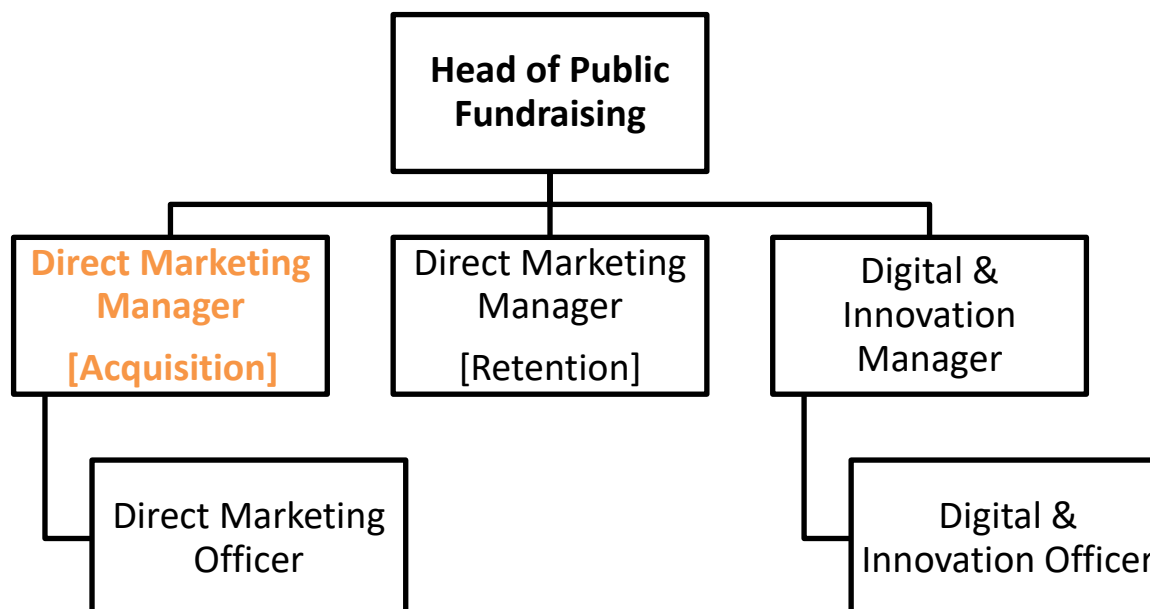 Head of Public
Fundraising
Direct Marketing
Manager
[Acquisition]
Direct Marketing
Manager
[Retention]
Digital &
Innovation
Manager
Direct Marketing
Officer
Digital &
Innovation Officer